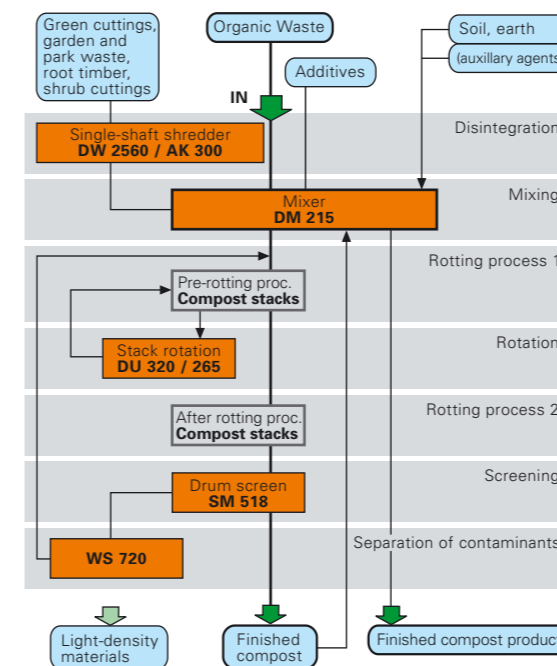 Green cuttings,
garden and
park waste,
root timber,
shrub cuttings
Organic Waste
Additives
Soil, earth
(auxillary agents
IN
Disintegration
Single-shaft shredder
DW 2560 / AK 300
Mixing
Mixer
DM 215
Rotting process 1
Pre-rotting proc.
Compost stacks
Rotation
Stack rotation
DU 320 / 265
Rotting process 2
After rotting proc.
Compost stacks
Screening
Drum screen
SM 518
Separation of contaminants
WS 720
Light-density
materials
Finished
compost
Finished compost product